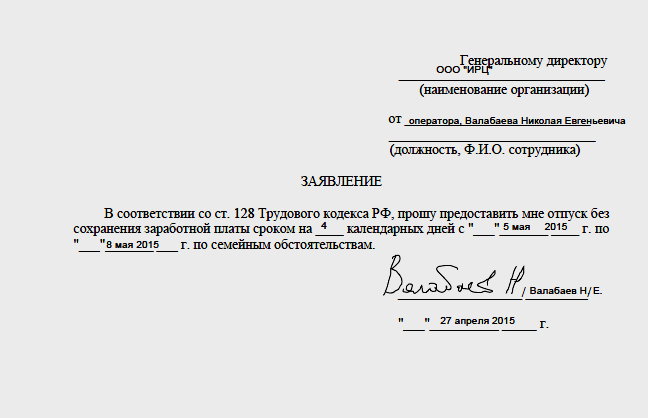 Генеральному директору
ООО "ИРЦ"
(наименование организации)
от оператора, Валабаева Николая Евгеньевича
(должность, Ф.И.О. сотрудника)
ЗАЯВЛЕНИЕ
В соответствии со ст. 128 Трудового кодекса РФ, прошу предоставить мне отпуск без
сохранения заработной платы сроком на 4 календарных дней с "___" 5 мая 2015 г. по
"___" 8 мая 2015 г. по семейным обстоятельствам.
Валабаев Н / Валабаев Н/ Е.
"___" 27 апреля 2015 г.